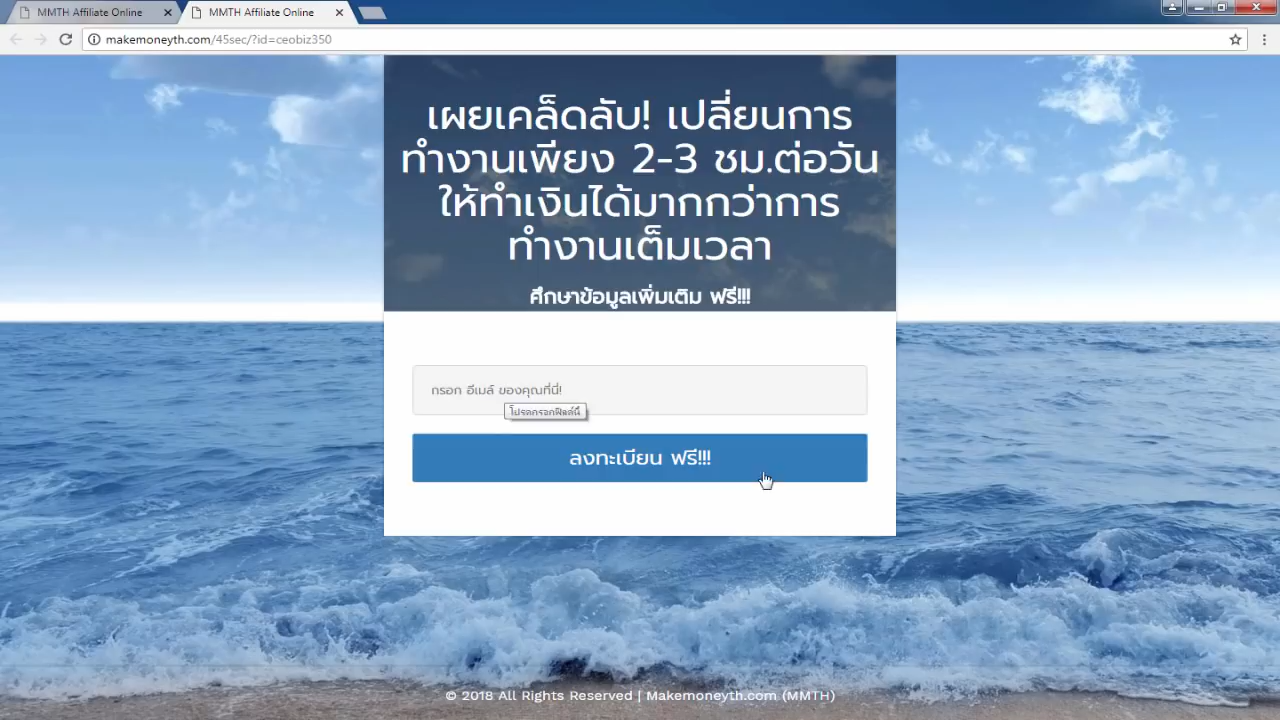 MMTH Affiliate Online
MMTH Affiliate Online
makemoneyth.com/45sec/?id=ceobiz350
เผยเคล็ดลับ! เปลี่ยนการ
ทำงานเพียง 2-3 ชม.ต่อวัน
ให้ทำเงินได้มากกว่าการ
ทำงานเต็มเวลา
ศึกษาข้อมูลเพิ่มเติม ฟรี!!!
กรอก อีเมล์ ของคุณที่นี่!
โปรดกรอกฟิลด์นี้
ลงทะเบียน ฟรี!!!
© 2018 All Rights Reserved | Makemoneyth.com (MMTH)